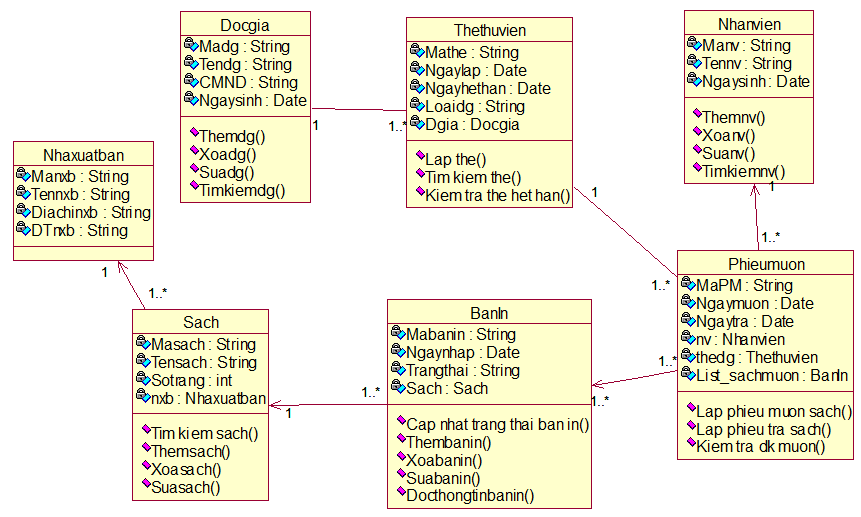 Docgia
Madg : String
Tendg : String
CMND : String
Ngaysinh : Date
Themdg()
Xoadg()
Suadg()
Timkiemdg()
1
1..*
Thethuvien
Mathe : String
Ngaylap : Date
Ngayhethan : Date
Loaidg : String
Dgia : Docgia
Lap the()
Tim kiem the()
Kiem tra the het han()
1
1..*
Nhanvien
Manv : String
Tennv : String
Ngaysinh : Date
Themnv()
Xoanv()
Suanv()
Timkiemnv()
1
1..*
Nhaxuatban
Manxb : String
Tennxb : String
Diachinxb : String
DTnxb : String
1
1..*
Phieumuon
MaPM : String
Ngaymuon : Date
Ngaytra : Date
nv : Nhanvien
thedg : Thethuvien
List_sachmuon : BanIn
Lap phieu muon sach()
Lap phieu tra sach()
Kiem tra dk muon()
1..*
1..*
Sach
Masach : String
Tensach : String
Sotrang : int
nxb : Nhaxuatban
Tim kiem sach()
Themsach()
Xoasach()
Suasach()
1
1..*
BanIn
Mabanin : String
Ngaynhap : Date
Trangthai : String
Sach : Sach
Cap nhat trang thai ban in()
Thembanin()
Xoabanin()
Suabanin()
Docthongtinbanin()